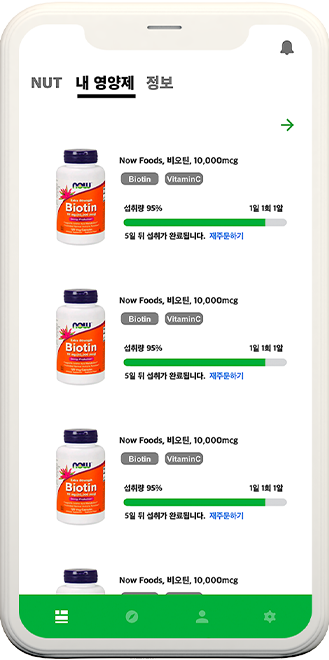 NUT 내 영양제 정보
Now Foods, 비오틴, 10,000mcg
Biotin VitaminC
섭취량 95% 1일 1회 1알
5일 뒤 섭취가 완료됩니다. 재주문하기
NOW
Biotin
Now Foods, 비오틴, 10,000mcg
Biotin VitaminC
섭취량 95% 1일 1회 1알
5일 뒤 섭취가 완료됩니다. 재주문하기
NOW
Biotin
Now Foods, 비오틴, 10,000mcg
Biotin VitaminC
섭취량 95% 1일 1회 1알
5일 뒤 섭취가 완료됩니다. 재주문하기
NOW
Biotin
Now Foods, 비오틴, 10,000mcg